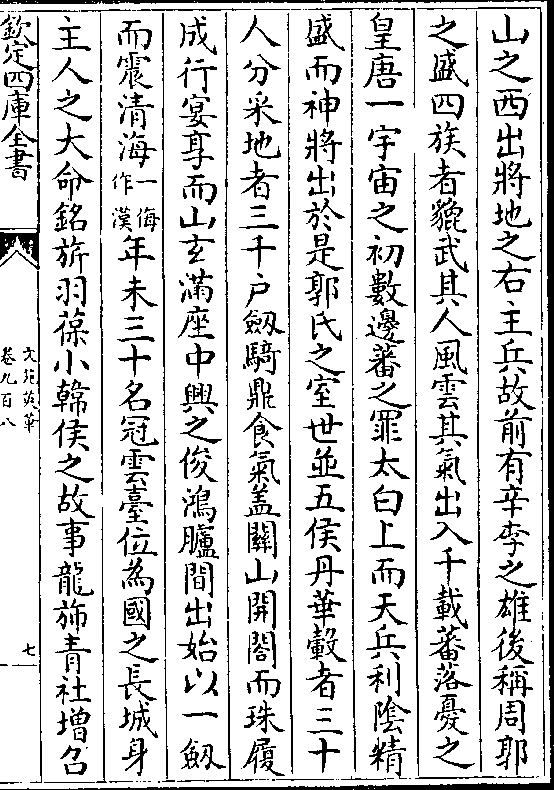 山之西出將地之右主兵故前有辛李之雄後稱周郭
之盛四族者貔武其人風雲其氣出入千載蕃落憂之
皇唐一宇宙之初數邊蕃之罪太白上而天兵利陰精
盛而神將出於是郭氏之室世並五侯丹華轂者三十
人分采地者三千户劔騎鼎食氣盖關山開閤而珠履
成行宴享而山玄滿座中興之俊鴻臚間出始以一劔
而震清海一作海漠年未三十名冠雲臺位為國之長城身
主人之大命銘旂羽葆小韓侯之故事龍旆青社增名
欽定四庫全書
文苑英華
卷九百八
七